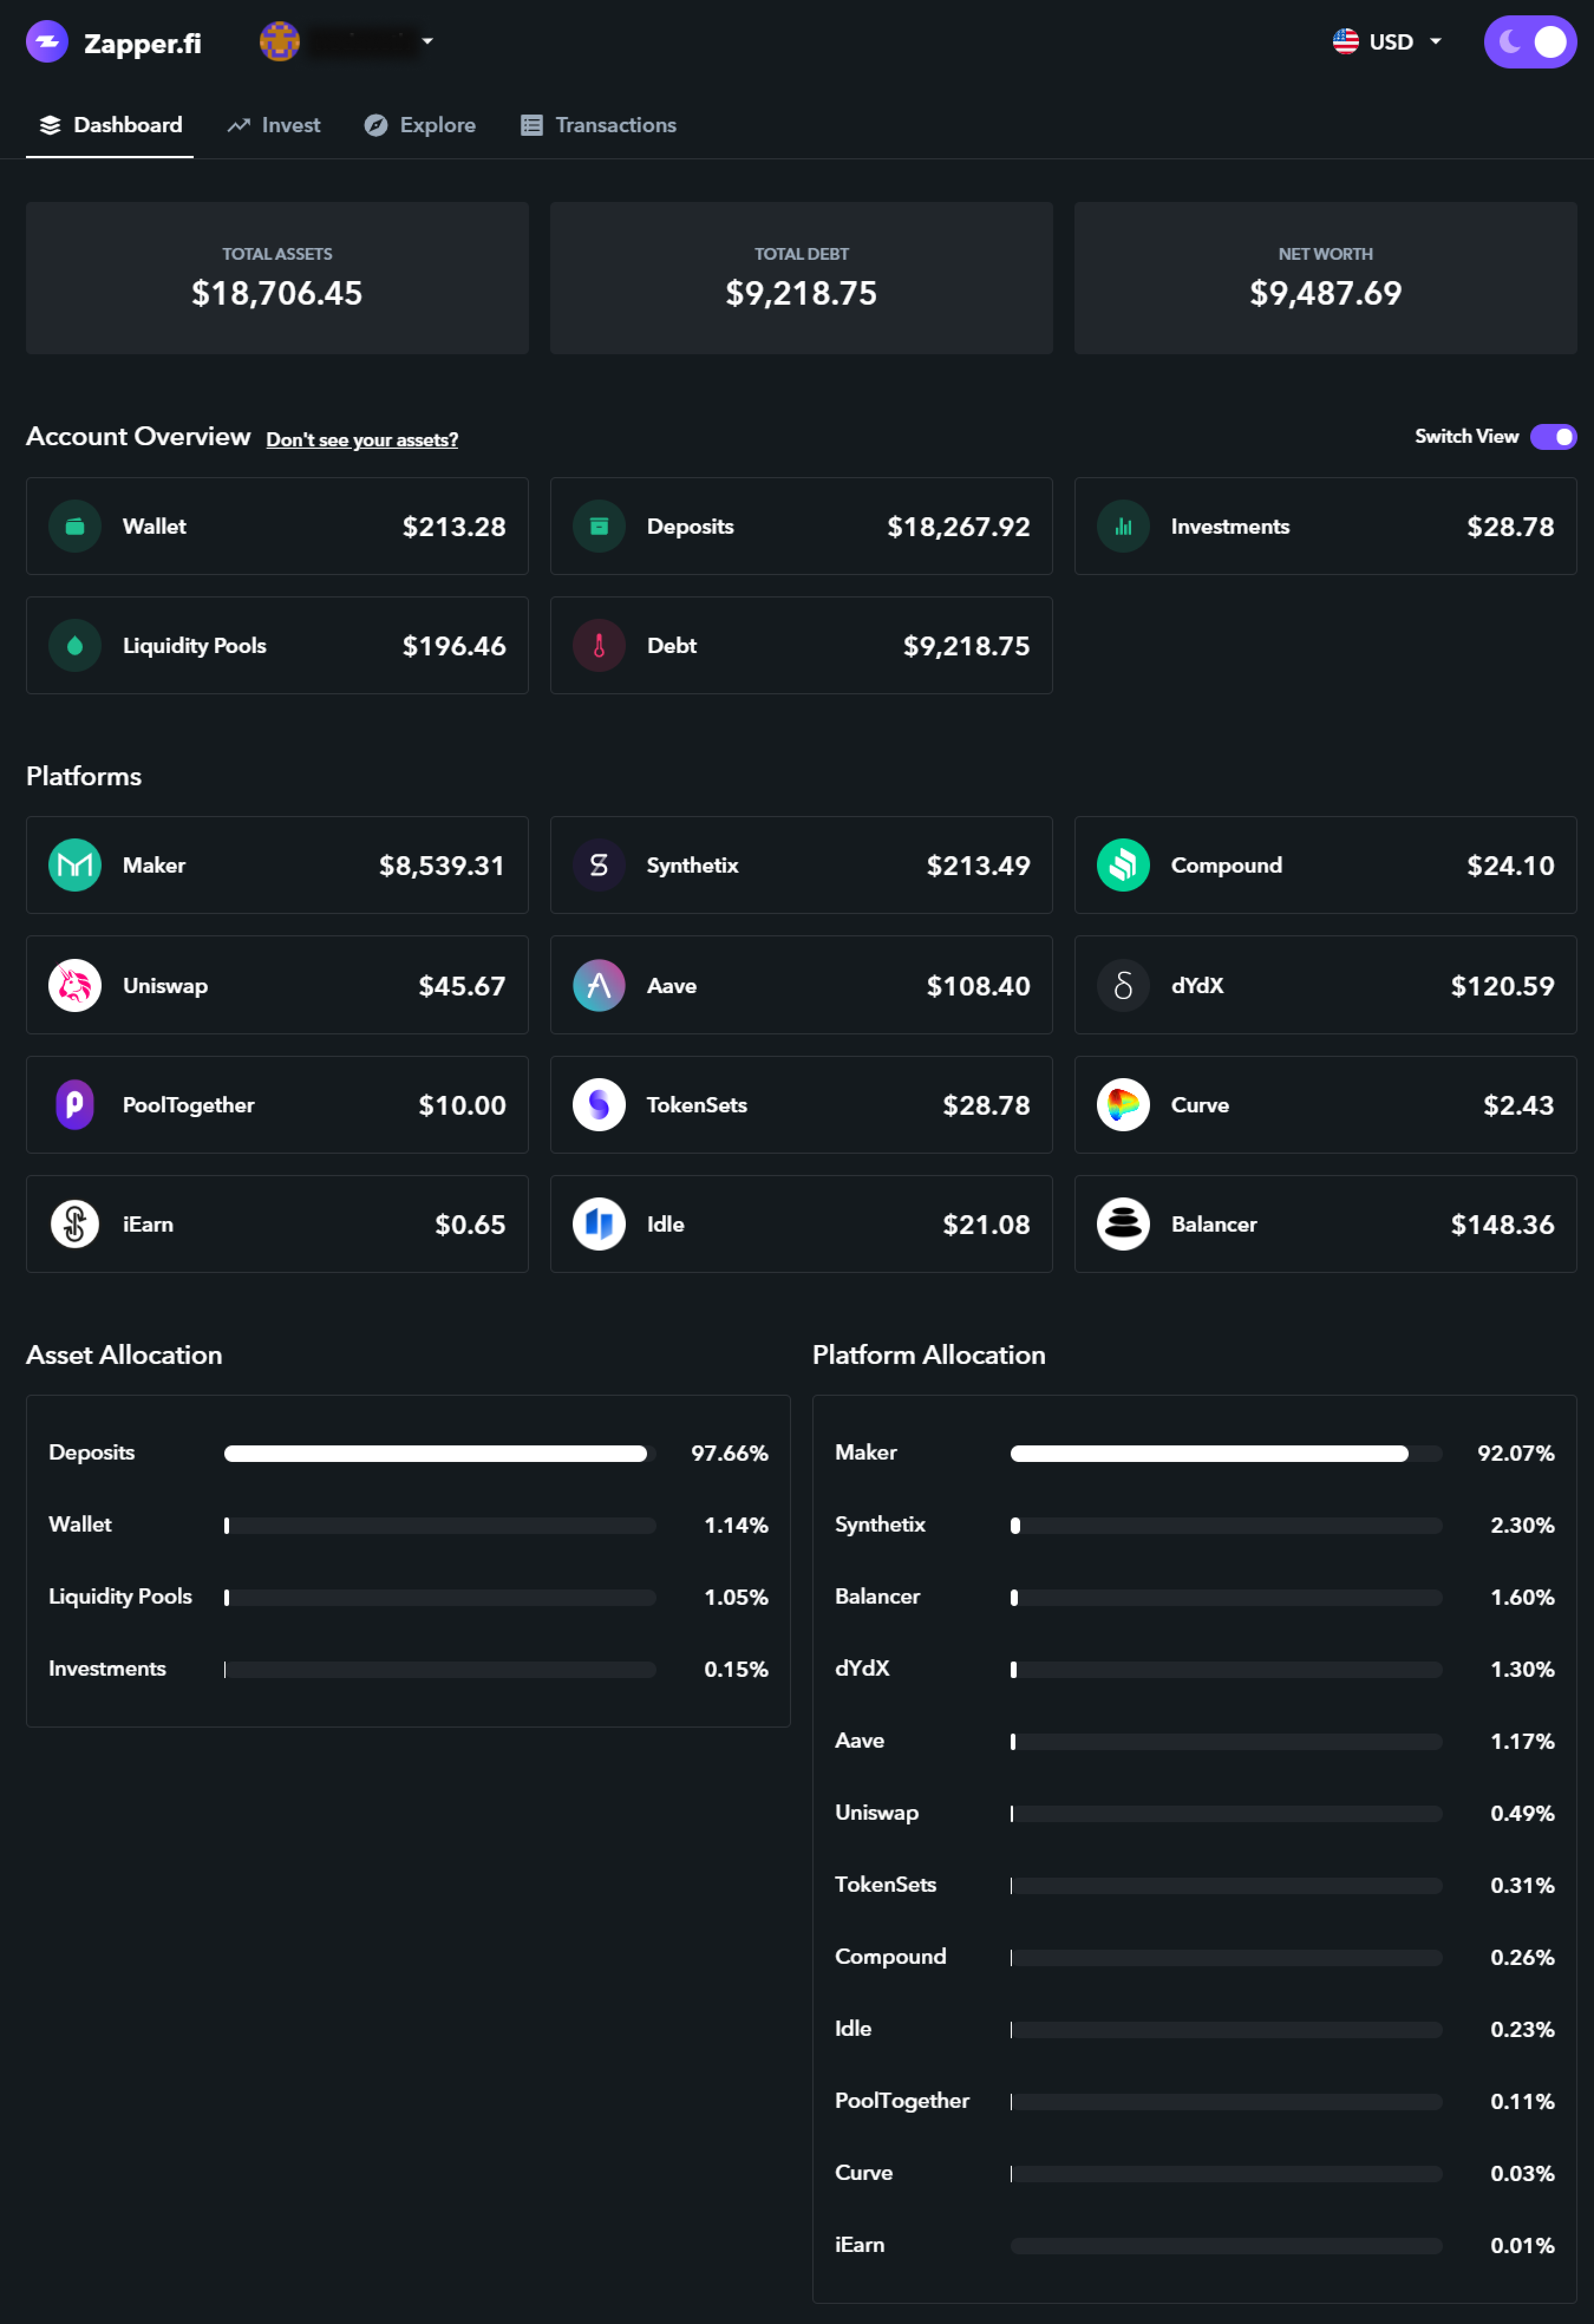 Zapper.fi
USD
Dashboard Invest Explore Transactions
TOTAL ASSETS
$18,706.45
TOTAL DEBT
$9,218.75
NET WORTH
$9,487.69
Account Overview Don't see your assets?
Switch View
Wallet $213.28
Deposits $18,267.92
Investments $28.78
Liquidity Pools $196.46
Debt $9,218.75
Platforms
Maker $8,539.31
Synthetix $213.49
Compound $24.10
Uniswap $45.67
Aave $108.40
dYdX $120.59
PoolTogether $10.00
TokenSets $28.78
Curve $2.43
iEarn $0.65
Idle $21.08
Balancer $148.36
Asset Allocation
Deposits 97.66%
Wallet 1.14%
Liquidity Pools 1.05%
Investments 0.15%
Platform Allocation
Maker 92.07%
Synthetix 2.30%
Balancer 1.60%
dYdX 1.30%
Aave 1.17%
Uniswap 0.49%
TokenSets 0.31%
Compound 0.26%
Idle 0.23%
PoolTogether 0.11%
Curve 0.03%
iEarn 0.01%